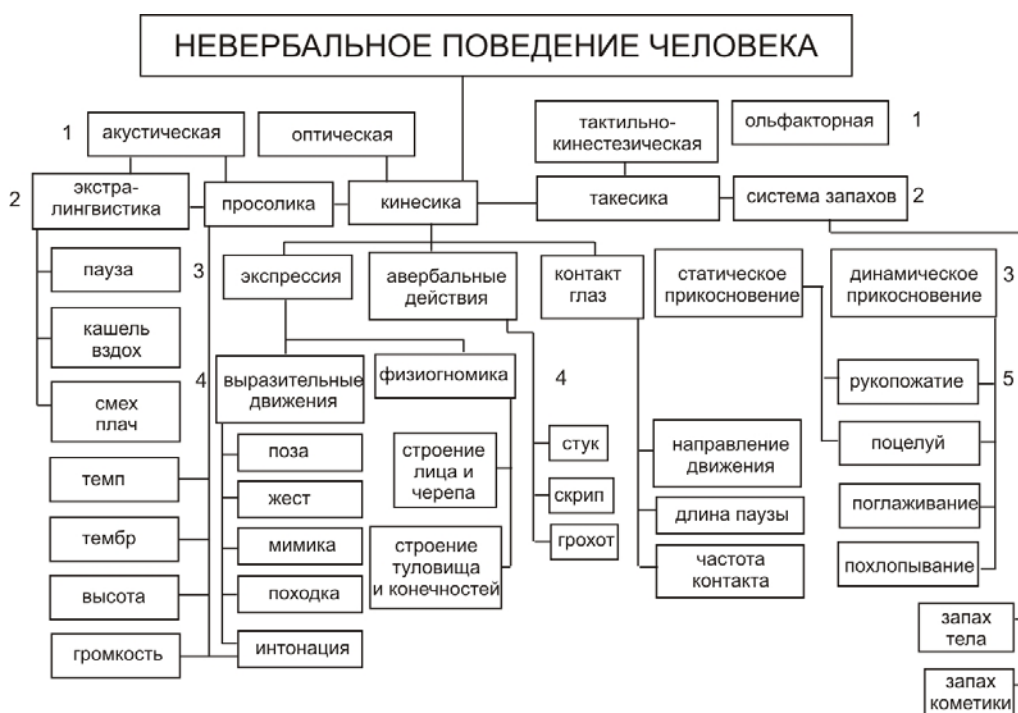 НЕВЕРБАЛЬНОЕ ПОВЕДЕНИЕ ЧЕЛОВЕКА
1
акустическая
оптическая
тактильно-
кинестезическая
ольфакторная
1
2
экстра-
лингвистика
просолика
кинесика
такесика
система запахов
2
пауза
3
экспрессия
авербальные
действия
контакт
глаз
статическое
прикосновение
динамическое
прикосновение
3
кашель
вздох
4
выразительные
движения
физиогномика
4
рукопожатие
5
смех
плач
поза
строение
лица и
черепа
стук
направление
движения
поцелуй
темп
жест
скрип
длина паузы
поглаживание
тембр
мимика
строение
туловища
и конечностей
грохот
частота
контакта
похлопывание
высота
походка
громкость
интонация
запах
тела
запах
кометики